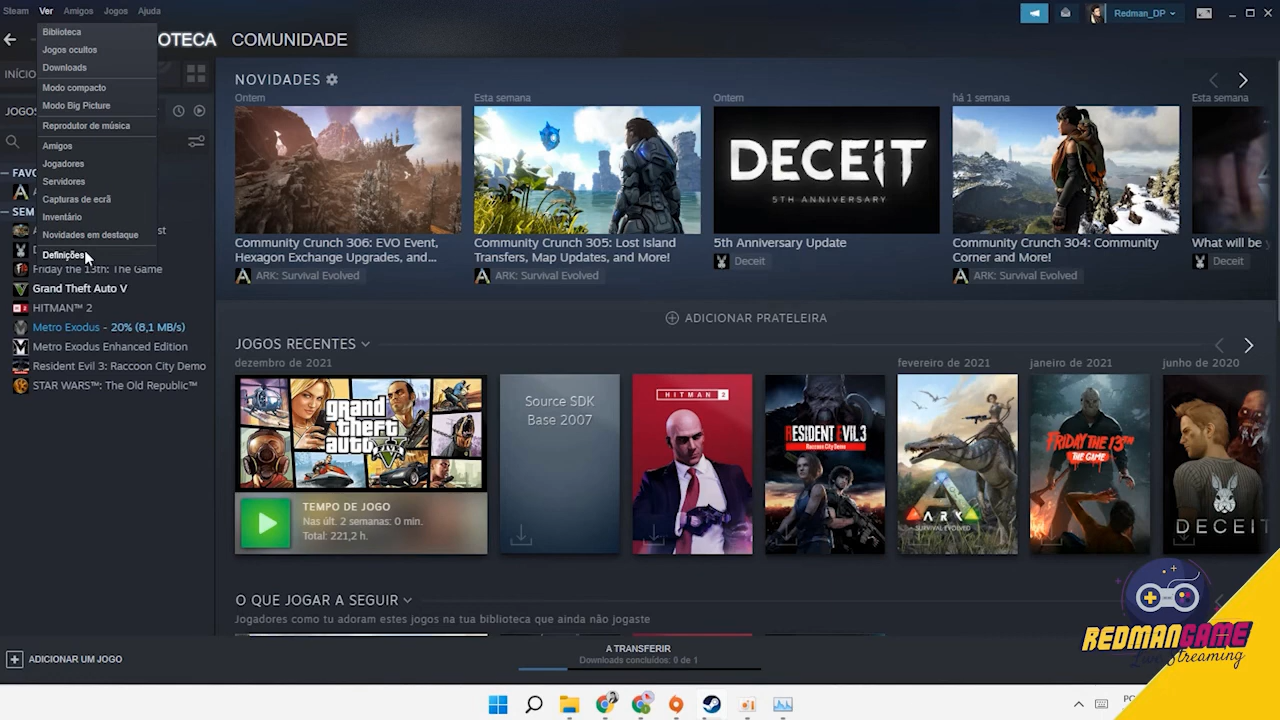 Steam Ver Amigos Jogos Ajuda
Redman_DP
OTECA COMUNIDADE
Biblioteca
Jogos ocultos
Downloads
Modo compacto
Modo Big Picture
Reprodutor de música
Amigos
Jogadores
Servidores
Capturas de ecrã
Inventário
Novidades em destaque
Definições
INÍCIO
JOGOS
FAVO
A
SEM
Friday the 13th: The Game
Grand Theft Auto V
HITMAN™ 2
Metro Exodus - 20% (8,1 MB/s)
Metro Exodus Enhanced Edition
Resident Evil 3: Raccoon City Demo
STAR WARS™: The Old Republic™
NOVIDADES
Ontem
Esta semana
Ontem
há 1 semana
Esta semana
DECEIT
5TH ANNIVERSARY
Community Crunch 306: EVO Event,
Hexagon Exchange Upgrades, and...
ARK: Survival Evolved
Community Crunch 305: Lost Island
Transfers, Map Updates, and More!
ARK: Survival Evolved
5th Anniversary Update
Deceit
Community Crunch 304: Community
Corner and More!
ARK: Survival Evolved
What will be
Deceit
ADICIONAR PRATELEIRA
JOGOS RECENTES
dezembro de 2021
fevereiro de 2021
janeiro de 2021
junho de 2020
grand
theft
auto
V
TEMPO DE JOGO
Nas últ. 2 semanas: 0 min.
Total: 221,2 h.
Source SDK
Base 2007
HITMAN 2
RESIDENT EVIL 3
Raccoon City Demo
ARK
SURVIVAL EVOLVED
FRIDAY THE 13TH
THE GAME
DECEIT
O QUE JOGAR A SEGUIR
Jogadores como tu adoram estes jogos na tua biblioteca que ainda não jogaste
ADICIONAR UM JOGO
A TRANSFERIR
Downloads concluídos: 0 de 1
REDMANGAME
Live Streaming